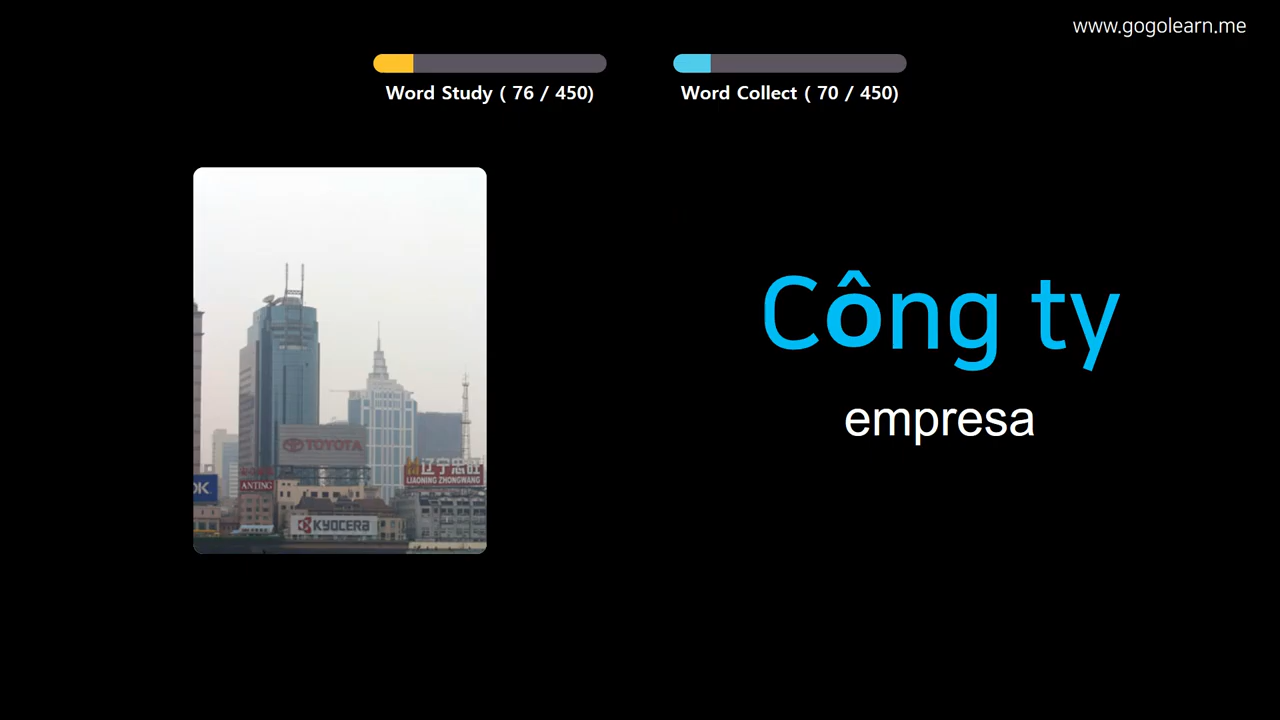 www.gogolearn.me
Word Study ( 76 / 450)
Word Collect ( 70 / 450)
Công ty
empresa
TOYOTA
辽宁忠旺
LIAONING ZHONGWANG
OK
ANTING
KYOCERA